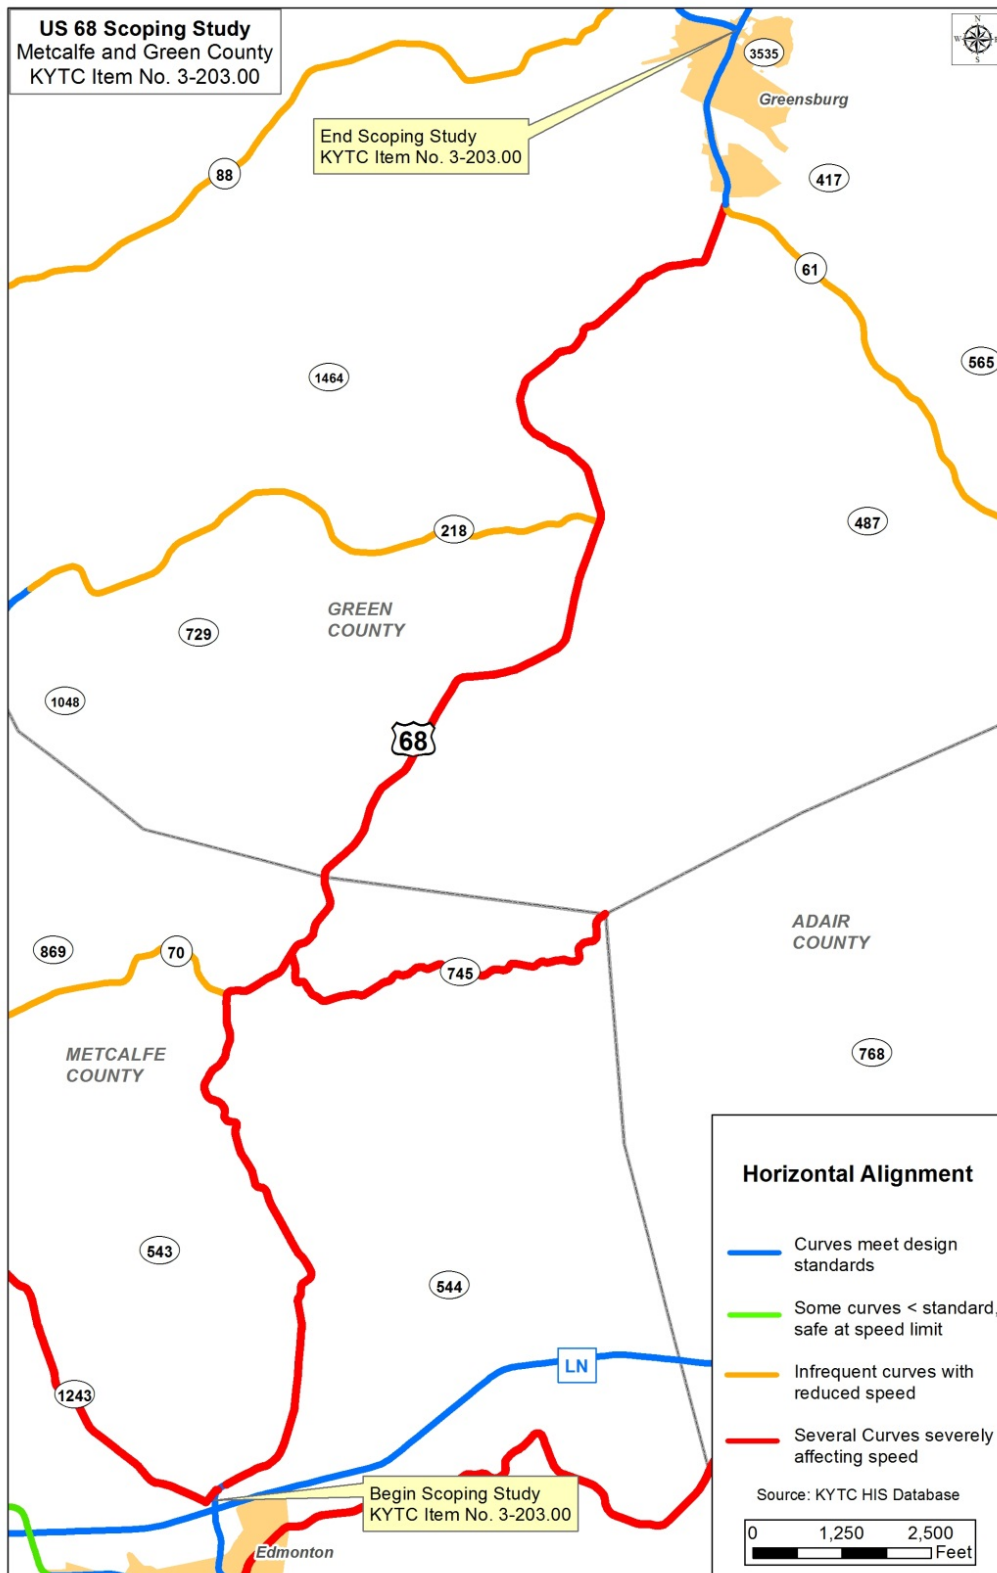 US 68 Scoping Study
Metcalfe and Green County
KYTC Item No. 3-203.00
N
W
E
S
3535
Greensburg
End Scoping Study
KYTC Item No. 3-203.00
88
417
61
565
1464
487
218
GREEN
COUNTY
729
1048
68
ADAIR
COUNTY
869
70
745
METCALFE
COUNTY
768
543
544
LN
1243
Begin Scoping Study
KYTC Item No. 3-203.00
Edmonton
Horizontal Alignment
Curves meet design
standards
Some curves < standard,
safe at speed limit
Infrequent curves with
reduced speed
Several Curves severely
affecting speed
Source: KYTC HIS Database
0 1,250 2,500
Feet